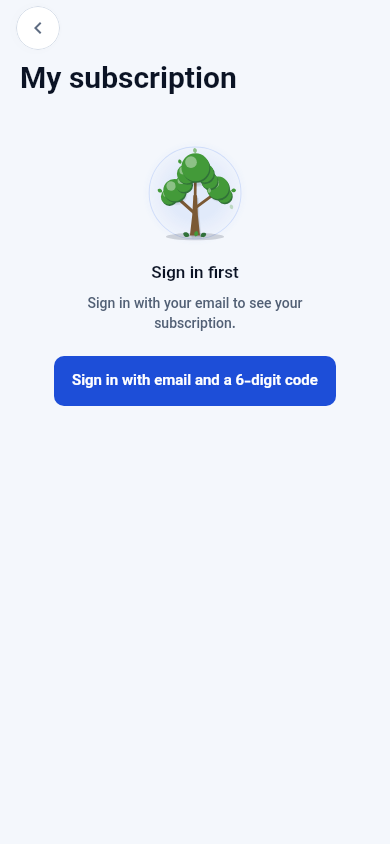 My subscription
Sign in first
Sign in with your email to see your
subscription.
Sign in with email and a 6-digit code